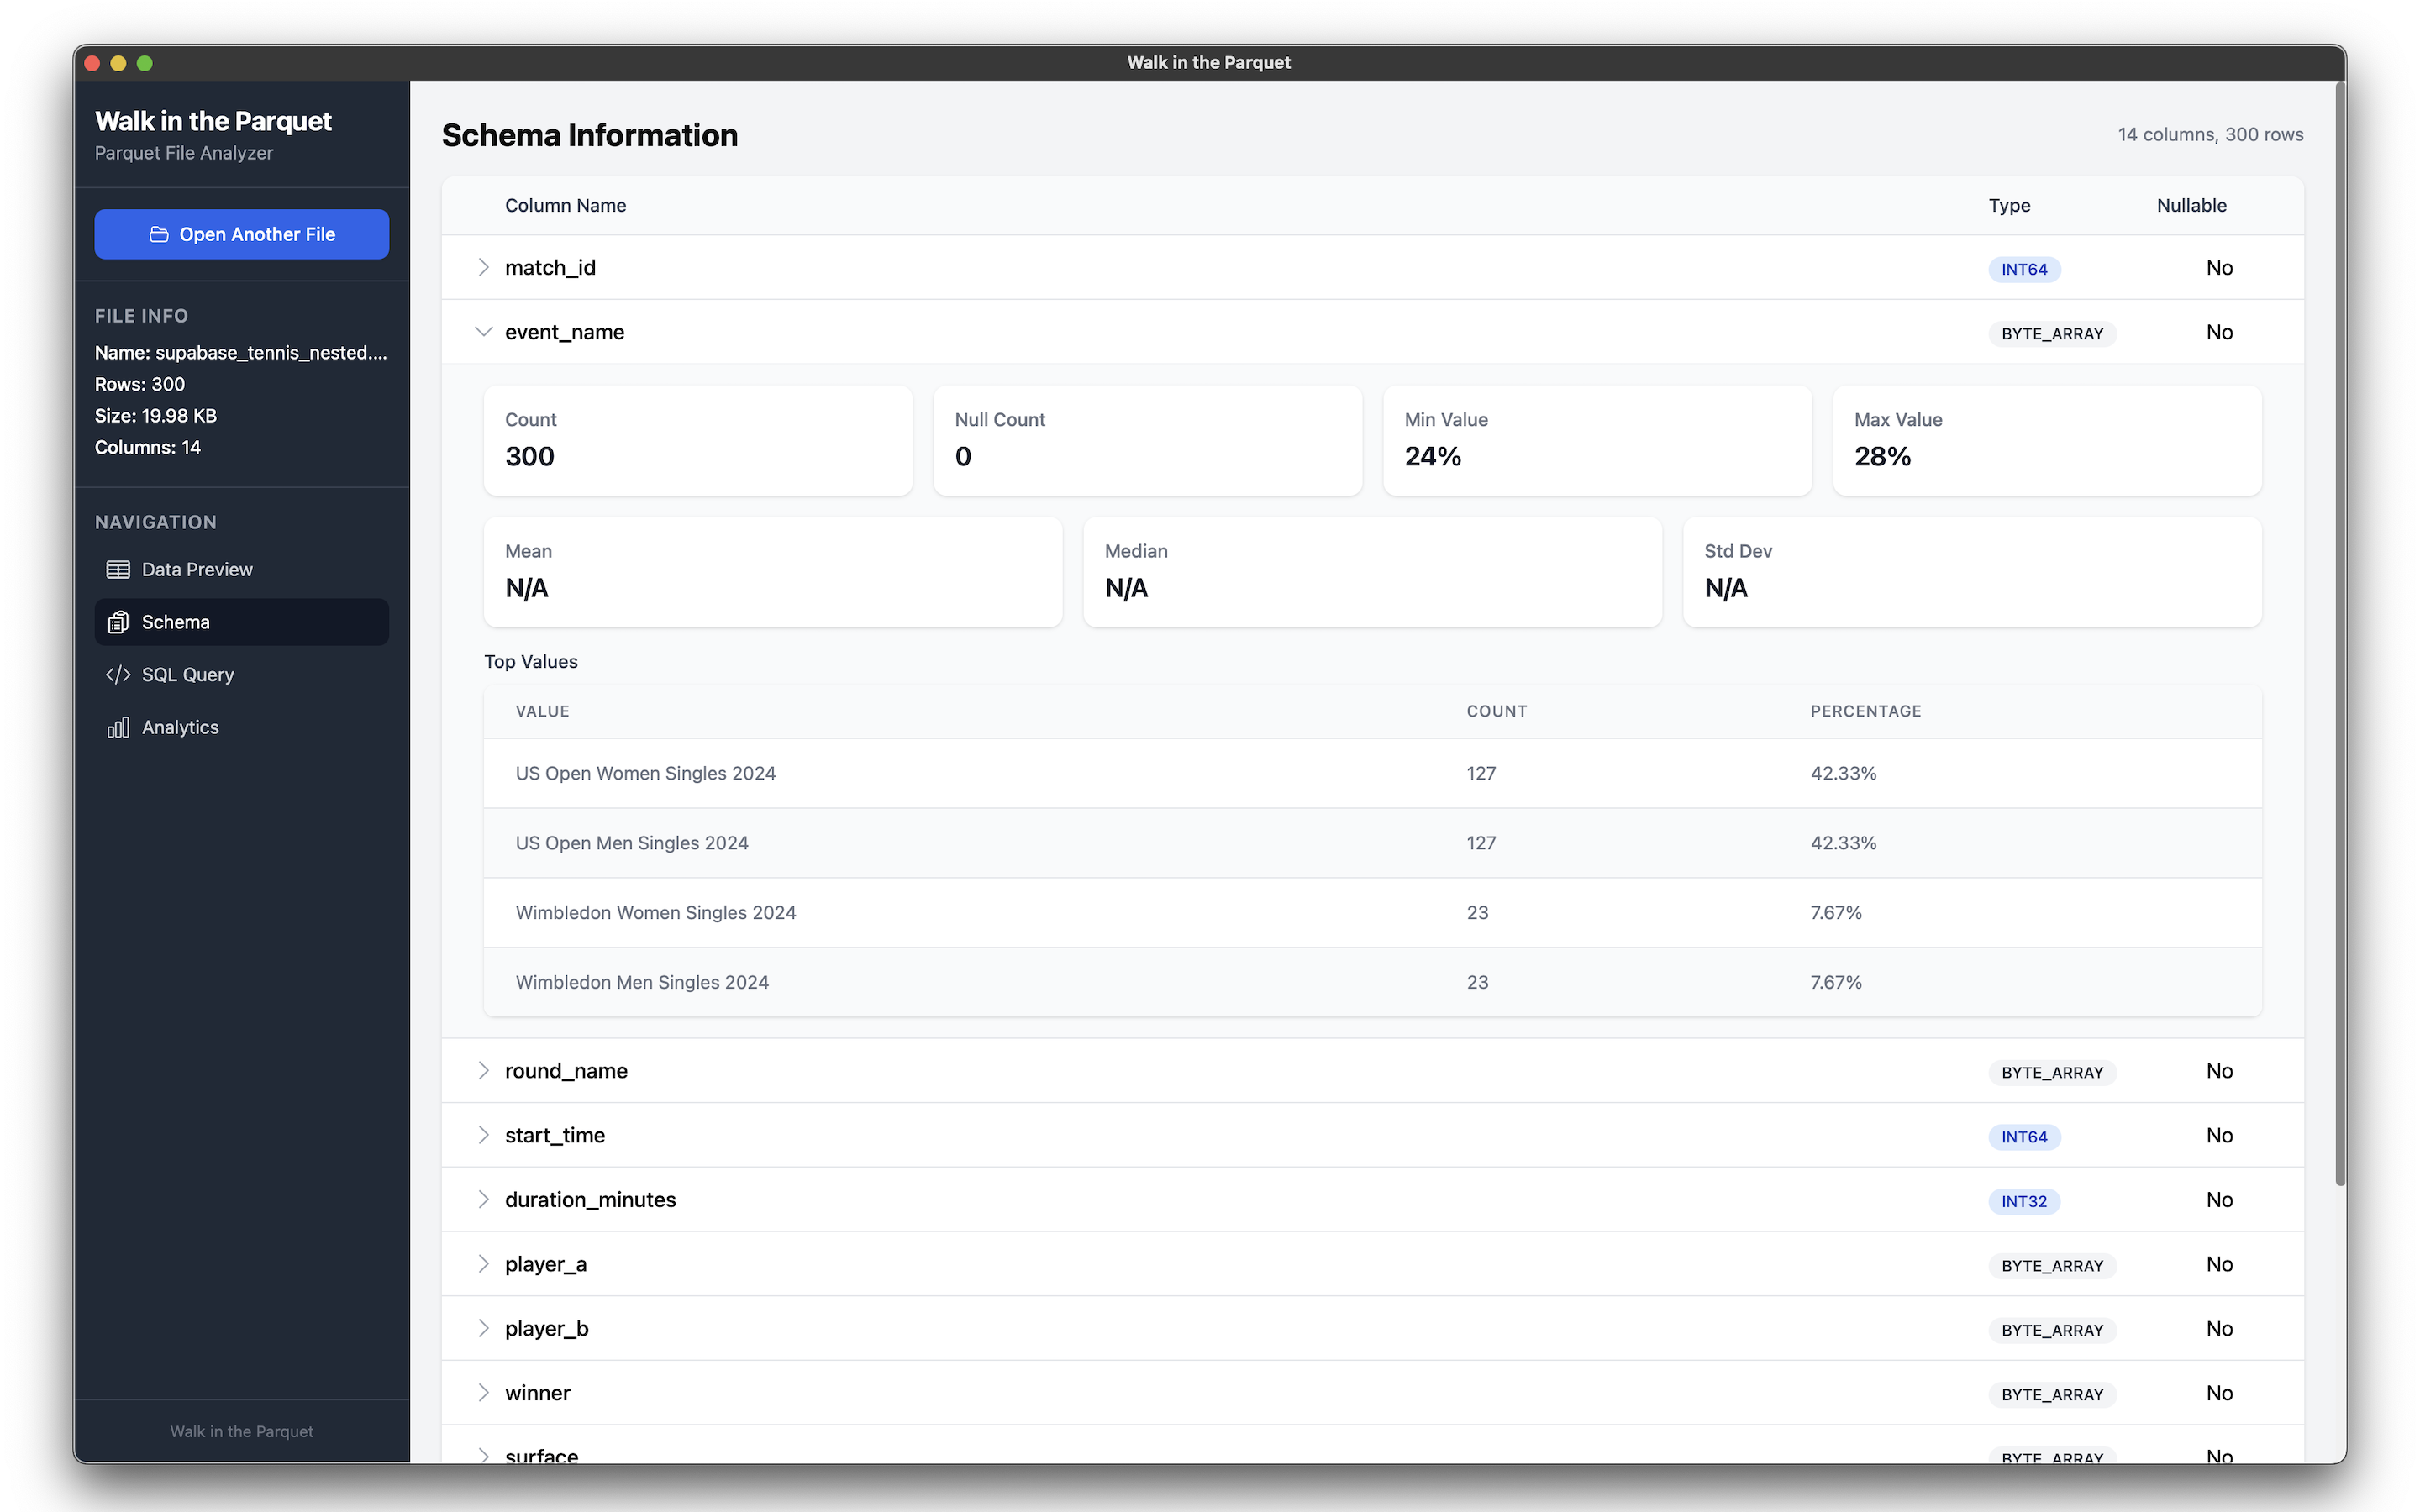 Walk in the Parquet
Walk in the Parquet
Parquet File Analyzer
Open Another File
FILE INFO
Name: supabase_tennis_nested....
Rows: 300
Size: 19.98 KB
Columns: 14
NAVIGATION
Data Preview
Schema
SQL Query
Analytics
Walk in the Parquet
Schema Information
14 columns, 300 rows
Column Name Type Nullable
match_id INT64 No
event_name BYTE_ARRAY No
Count Null Count Min Value Max Value
300 0 24% 28%
Mean Median Std Dev
N/A N/A N/A
Top Values
VALUE COUNT PERCENTAGE
US Open Women Singles 2024 127 42.33%
US Open Men Singles 2024 127 42.33%
Wimbledon Women Singles 2024 23 7.67%
Wimbledon Men Singles 2024 23 7.67%
round_name BYTE_ARRAY No
start_time INT64 No
duration_minutes INT32 No
player_a BYTE_ARRAY No
player_b BYTE_ARRAY No
winner BYTE_ARRAY No
surface BYTE_ARRAY No